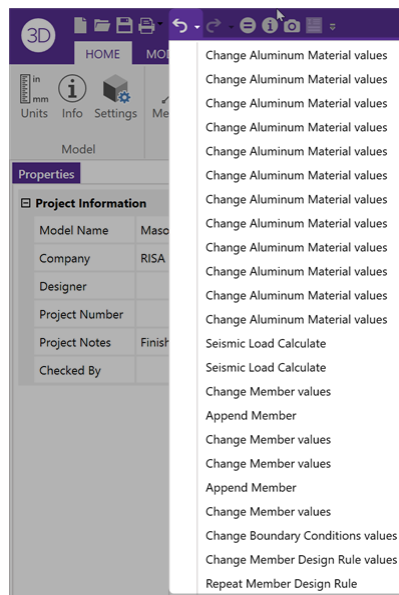 3D
HOME
MO
in
mm
Units
Info
Settings
Me
Model
Properties
Project Information
Model Name
Maso
Company
RISA
Designer
Project Number
Project Notes
Finish
Checked By
Change Aluminum Material values
Change Aluminum Material values
Change Aluminum Material values
Change Aluminum Material values
Change Aluminum Material values
Change Aluminum Material values
Change Aluminum Material values
Change Aluminum Material values
Change Aluminum Material values
Change Aluminum Material values
Change Aluminum Material values
Change Aluminum Material values
Seismic Load Calculate
Seismic Load Calculate
Change Member values
Append Member
Change Member values
Change Member values
Append Member
Change Member values
Change Boundary Conditions values
Change Member Design Rule values
Repeat Member Design Rule